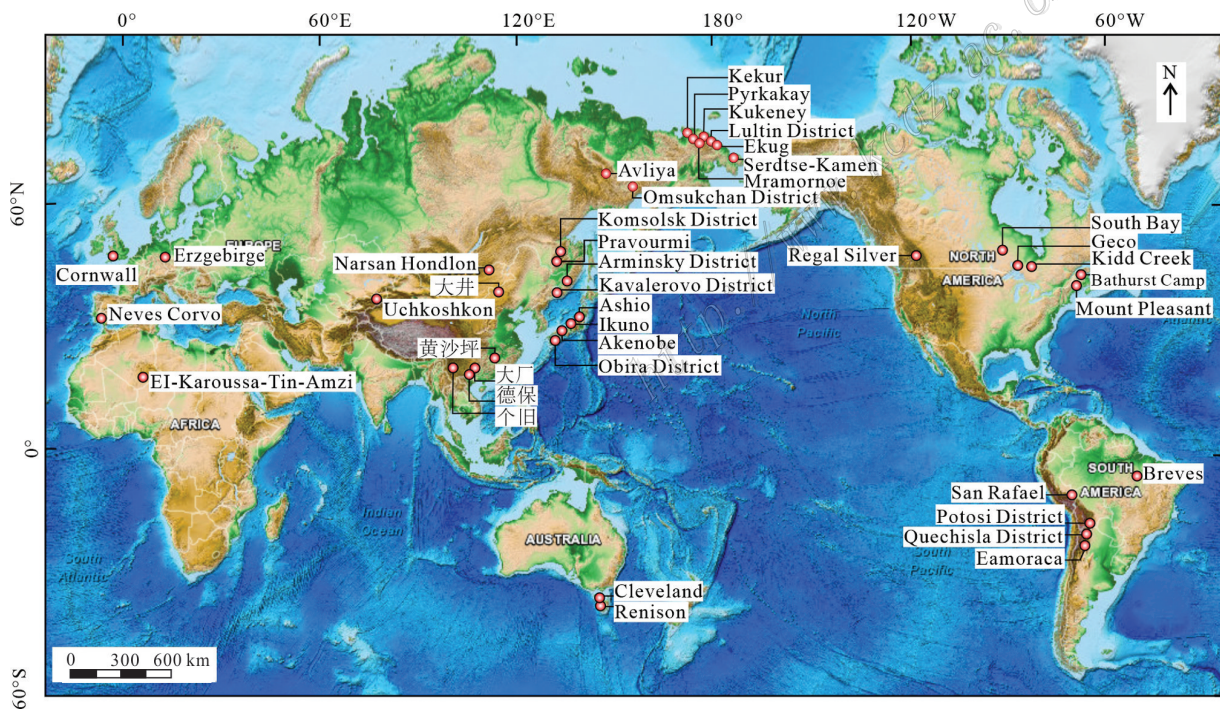 0°
60°E
120°E
180°
120°W
60°W
N
Kekur
Pyrkakay
Kukeney
Lultin District
Ekug
Serdtse-Kamen
Mramornoe
Avliya
Omsukchan District
60°N
Komsolsk District
Pravourmi
Arminsky District
Kavalerovo District
South Bay
Geco
Kidd Creek
Bathurst Camp
Mount Pleasant
Regal Silver
NORTH
AMERICA
EUROPE
Erzgebirge
Cornwall
Narsan Hondlon
大井
Uchkoshkon
Neves Corvo
Ashio
Ikuno
Akenobe
Obira District
North
Pacific
Atlantic
黄沙坪
大厂
德保
个旧
EI-Karoussa-Tin-Amzi
AFRICA
0°
SOUTH
AMERICA
Breves
San Rafael
Potosi District
Quechisla District
Eamoraca
Indian
Ocean
AUSTRALIA
South
Pacific
South
Atlantic
Cleveland
Renison
0 300 600 km
60°S